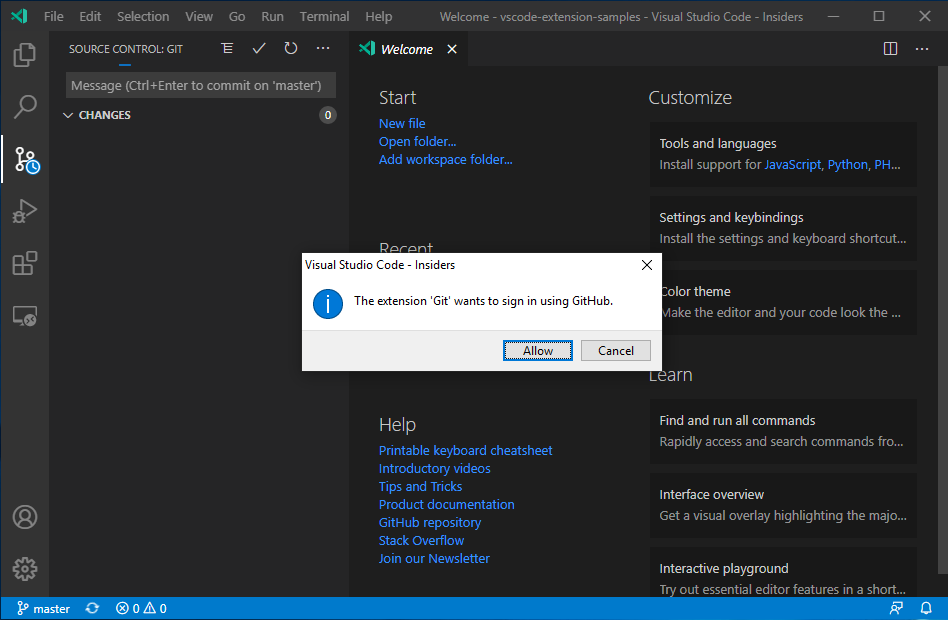 File Edit Selection View Go Run Terminal Help Welcome - vscode-extension-samples - Visual Studio Code - Insiders
SOURCE CONTROL: GIT
Message (Ctrl+Enter to commit on 'master')
CHANGES 0
Welcome
Start
New file
Open folder...
Add workspace folder...
Recent
Help
Printable keyboard cheatsheet
Introductory videos
Tips and Tricks
Product documentation
GitHub repository
Stack Overflow
Join our Newsletter
Customize
Tools and languages
Install support for JavaScript, Python, PH...
Settings and keybindings
Install the settings and keyboard shortcut...
Color theme
Make the editor and your code look the ...
Learn
Find and run all commands
Rapidly access and search commands fro...
Interface overview
Get a visual overlay highlighting the majo...
Interactive playground
Try out essential editor features in a short...
Visual Studio Code - Insiders
The extension 'Git' wants to sign in using GitHub.
Allow Cancel
master 0 0